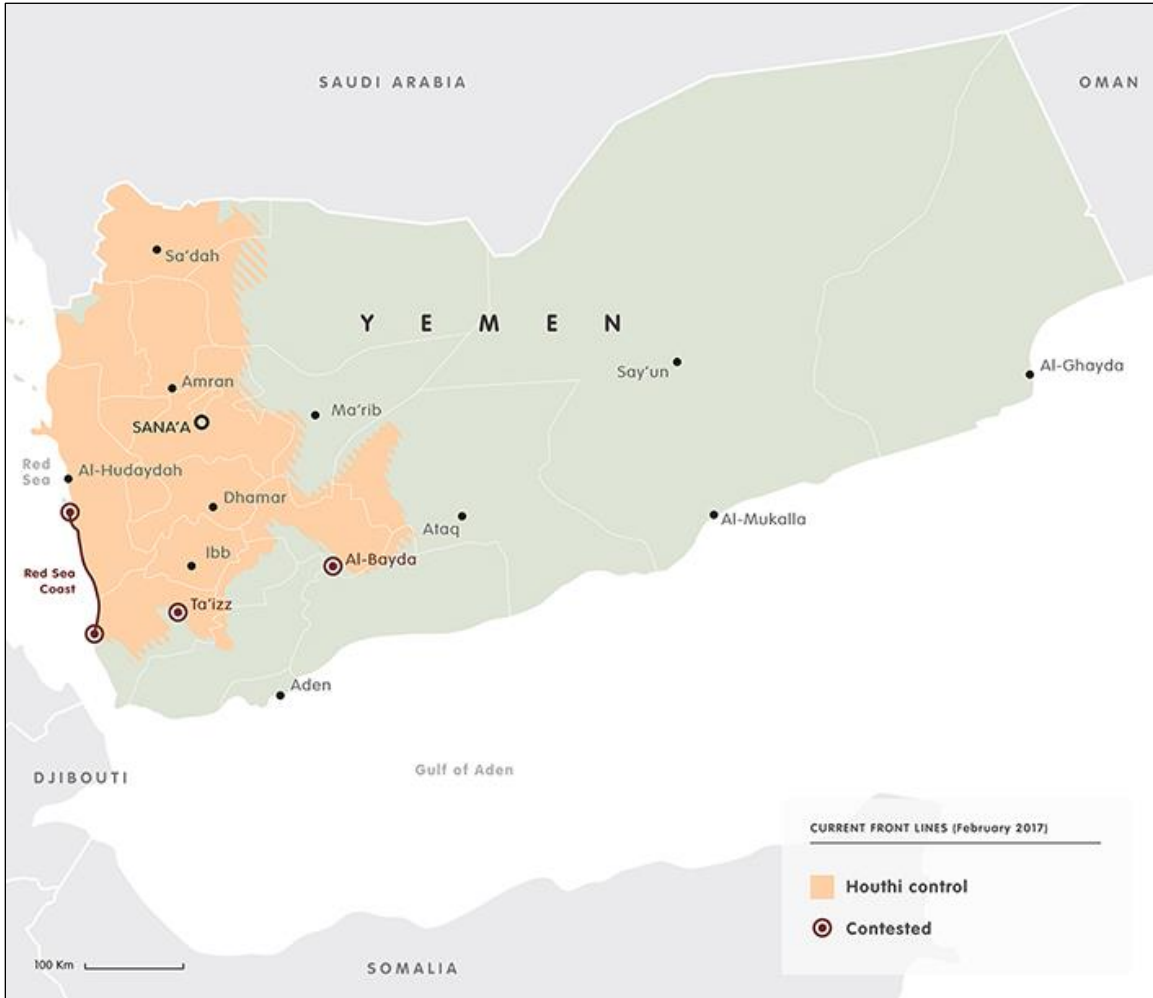 SAUDI ARABIA
OMAN
Sa'dah
YEMEN
Amran
Say'un
Al-Ghayda
Ma'rib
SANA'A
Red
Sea
Al-Hudaydah
Dhamar
Ataq
Al-Mukalla
Ibb
Al-Bayda
Red Sea
Coast
Ta'izz
Aden
Gulf of Aden
DJIBOUTI
CURRENT FRONT LINES (February 2017)
Houthi control
Contested
100 Km
SOMALIA